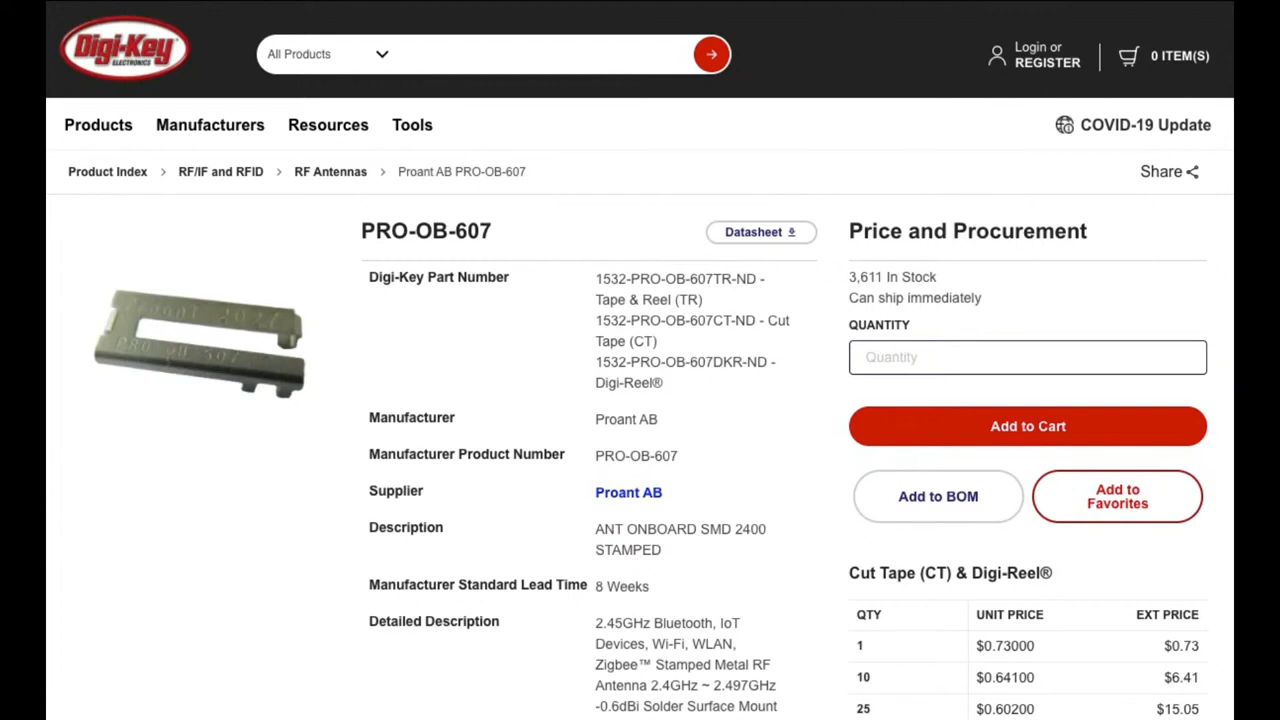 Digi-Key
ELECTRONICS
All Products
Login or
REGISTER
0 ITEM(S)
Products
Manufacturers
Resources
Tools
COVID-19 Update
Product Index
RF/IF and RFID
RF Antennas
Proant AB PRO-OB-607
Share
PRO-OB-607
Datasheet
Digi-Key Part Number
1532-PRO-OB-607TR-ND -
Tape & Reel (TR)
1532-PRO-OB-607CT-ND - Cut
Tape (CT)
1532-PRO-OB-607DKR-ND -
Digi-Reel®
Manufacturer
Proant AB
Manufacturer Product Number
PRO-OB-607
Supplier
Proant AB
Description
ANT ONBOARD SMD 2400
STAMPED
Manufacturer Standard Lead Time
8 Weeks
Detailed Description
2.45GHz Bluetooth, IoT
Devices, Wi-Fi, WLAN,
Zigbee™ Stamped Metal RF
Antenna 2.4GHz ~ 2.497GHz
-0.6dBi Solder Surface Mount
Price and Procurement
3,611 In Stock
Can ship immediately
QUANTITY
Quantity
Add to Cart
Add to BOM
Add to
Favorites
Cut Tape (CT) & Digi-Reel®
QTY UNIT PRICE EXT PRICE
1 $0.73000 $0.73
10 $0.64100 $6.41
25 $0.60200 $15.05